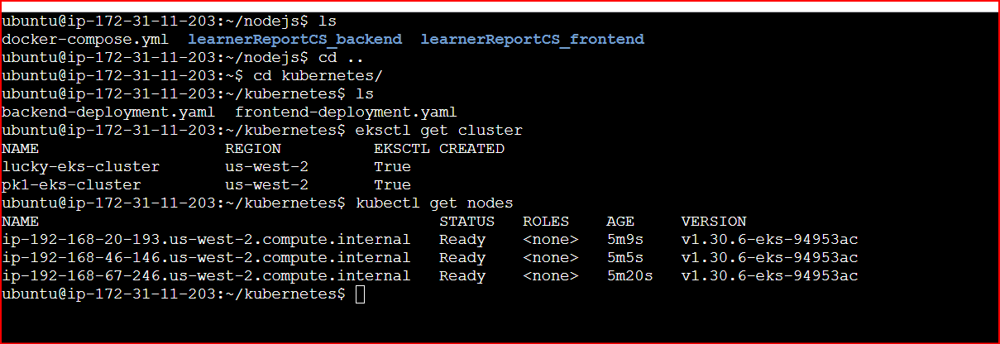 ubuntu@ip-172-31-11-203:~/nodejs$ ls
docker-compose.yml  learnerReportCS_backend  learnerReportCS_frontend
ubuntu@ip-172-31-11-203:~/nodejs$ cd ..
ubuntu@ip-172-31-11-203:~$ cd kubernetes/
ubuntu@ip-172-31-11-203:~/kubernetes$ ls
backend-deployment.yaml  frontend-deployment.yaml
ubuntu@ip-172-31-11-203:~/kubernetes$ eksctl get cluster
NAME                    REGION          EKSCTL CREATED
lucky-eks-cluster       us-west-2       True
pk1-eks-cluster         us-west-2       True
ubuntu@ip-172-31-11-203:~/kubernetes$ kubectl get nodes
NAME                                           STATUS   ROLES    AGE     VERSION
ip-192-168-20-193.us-west-2.compute.internal   Ready    <none>   5m9s    v1.30.6-eks-94953ac
ip-192-168-46-146.us-west-2.compute.internal   Ready    <none>   5m5s    v1.30.6-eks-94953ac
ip-192-168-67-246.us-west-2.compute.internal   Ready    <none>   5m20s   v1.30.6-eks-94953ac
ubuntu@ip-172-31-11-203:~/kubernetes$